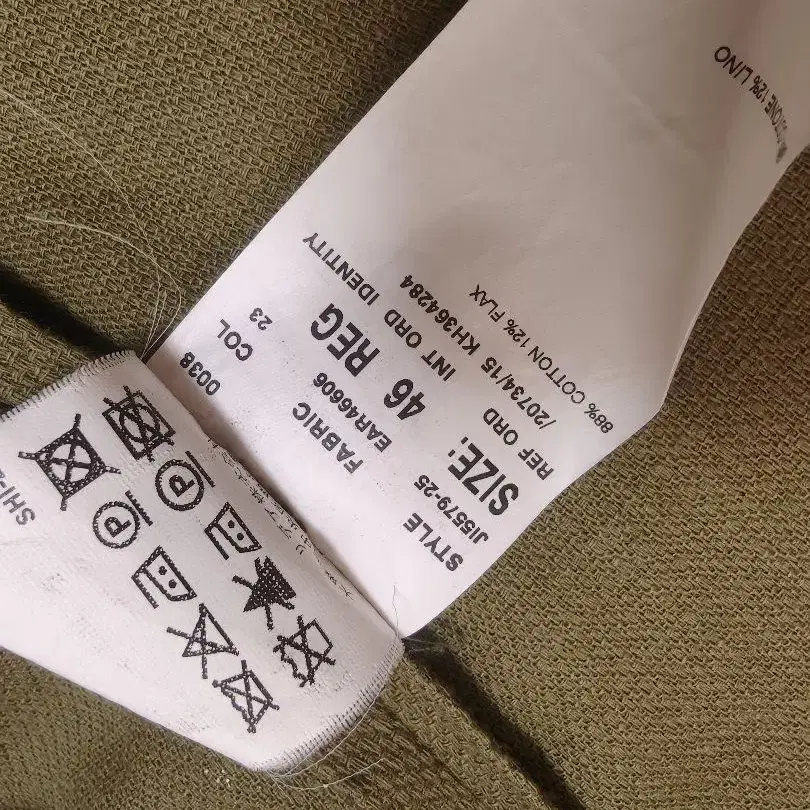 STYLE FABRIC COL
JI5579-25 EAR46606 23 0038
SIZE: 46 REG
REF ORD INT ORD IDENTITY
/20734/15 KH364284
88% COTTON 12% FLAX
12% LINO
P
P